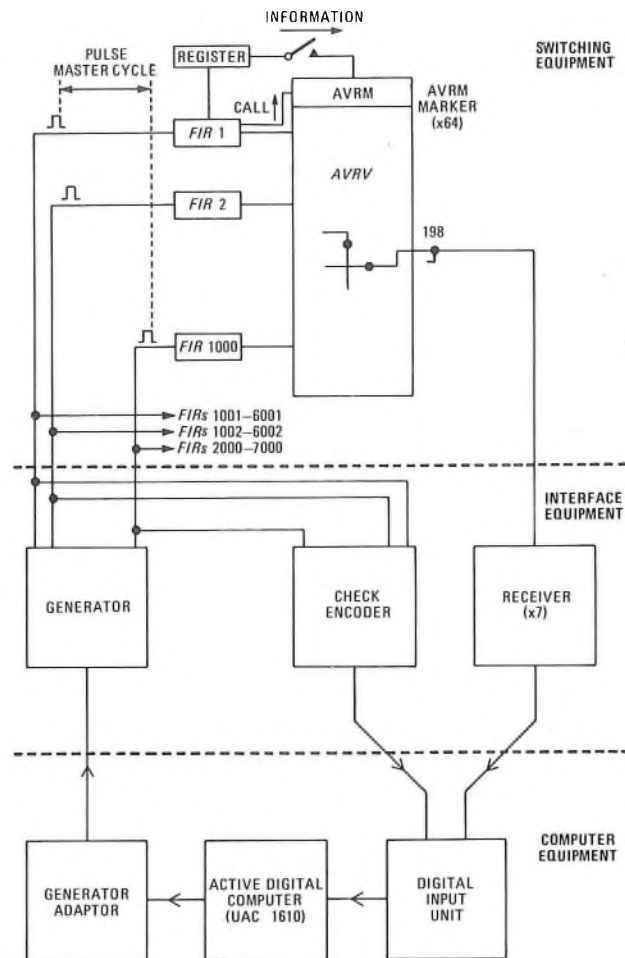 INFORMATION
PULSE
MASTER CYCLE
REGISTER
SWITCHING
EQUIPMENT
CALL
AVRM
AVRM
MARKER
(x64)
FIR 1
AVRV
FIR 2
198
FIR 1000
FIRs 1001–6001
FIRs 1002–6002
FIRs 2000–7000
INTERFACE
EQUIPMENT
GENERATOR
CHECK
ENCODER
RECEIVER
(x7)
COMPUTER
EQUIPMENT
GENERATOR
ADAPTOR
ACTIVE DIGITAL
COMPUTER
(UAC 1610)
DIGITAL
INPUT
UNIT